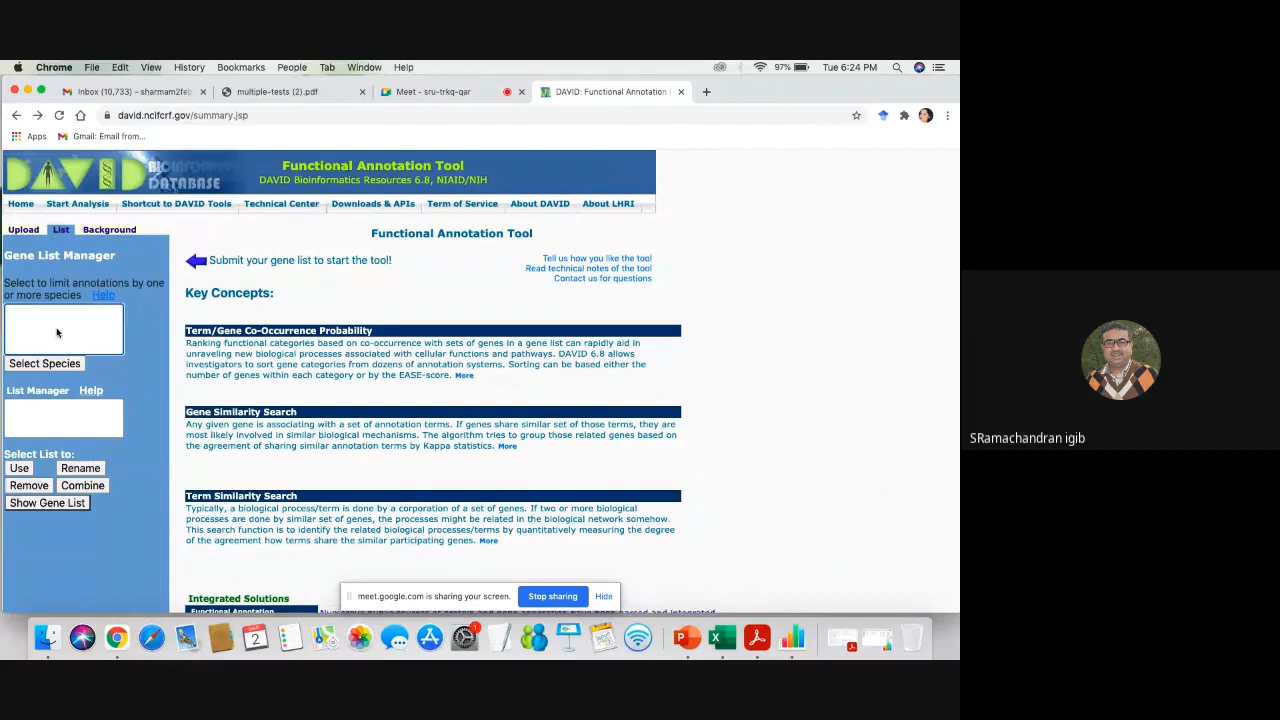 Chrome File Edit View History Bookmarks People Tab Window Help 97% Tue 6:24 PM
Inbox (10,733) - sharmam2feb multiple-tests (2).pdf Meet - sru-trkq-qar DAVID: Functional Annotation
david.ncifcrf.gov/summary.jsp
Apps Gmail: Email from...
DAVID BIOINFORMATICS DATABASE
Functional Annotation Tool
DAVID Bioinformatics Resources 6.8, NIAID/NIH
Home Start Analysis Shortcut to DAVID Tools Technical Center Downloads & APIs Term of Service About DAVID About LHRI
Upload List Background
Gene List Manager
Select to limit annotations by one
or more species Help
Select Species
List Manager Help
Select List to:
Use Rename
Remove Combine
Show Gene List
Functional Annotation Tool
Submit your gene list to start the tool!
Tell us how you like the tool
Read technical notes of the tool
Contact us for questions
Key Concepts:
Term/Gene Co-Occurrence Probability
Ranking functional categories based on co-occurrence with sets of genes in a gene list can rapidly aid in
unraveling new biological processes associated with cellular functions and pathways. DAVID 6.8 allows
investigators to sort gene categories from dozens of annotation systems. Sorting can be based either the
number of genes within each category or by the EASE-score. More
Gene Similarity Search
Any given gene is associating with a set of annotation terms. If genes share similar set of those terms, they are
most likely involved in similar biological mechanisms. The algorithm tries to group those related genes based on
the agreement of sharing similar annotation terms by Kappa statistics. More
Term Similarity Search
Typically, a biological process/term is done by a corporation of a set of genes. If two or more biological
processes are done by similar set of genes, the processes might be related in the biological network somehow.
This search function is to identify the related biological processes/terms by quantitatively measuring the degree
of the agreement how terms share the similar participating genes. More
Integrated Solutions
Functional Annotation
meet.google.com is sharing your screen. Stop sharing Hide
2
1
SRamachandran igib